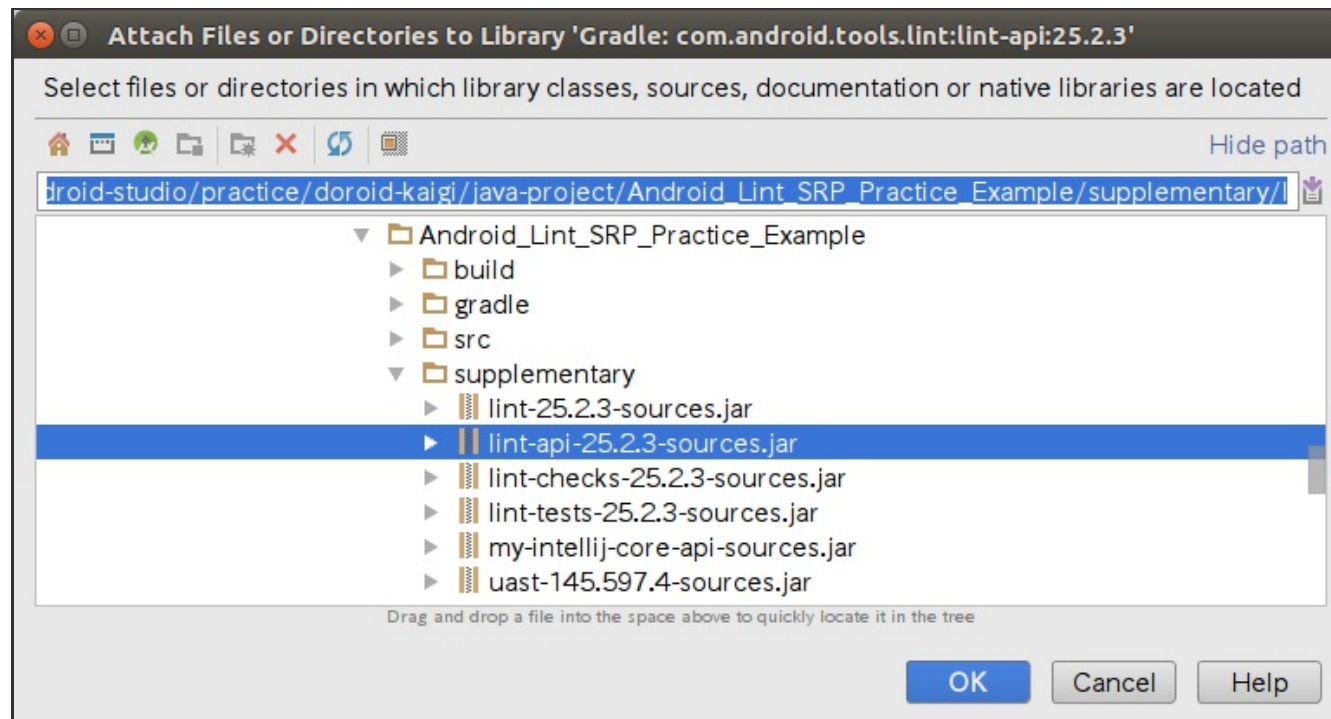 Attach Files or Directories to Library 'Gradle: com.android.tools.lint:lint-api:25.2.3'
Select files or directories in which library classes, sources, documentation or native libraries are located
Hide path
droid-studio/practice/doroid-kaigi/java-project/Android_Lint_SRP_Practice_Example/supplementary/l
Android_Lint_SRP_Practice_Example
build
gradle
src
supplementary
lint-25.2.3-sources.jar
lint-api-25.2.3-sources.jar
lint-checks-25.2.3-sources.jar
lint-tests-25.2.3-sources.jar
my-intellij-core-api-sources.jar
uast-145.597.4-sources.jar
Drag and drop a file into the space above to quickly locate it in the tree
OK Cancel Help